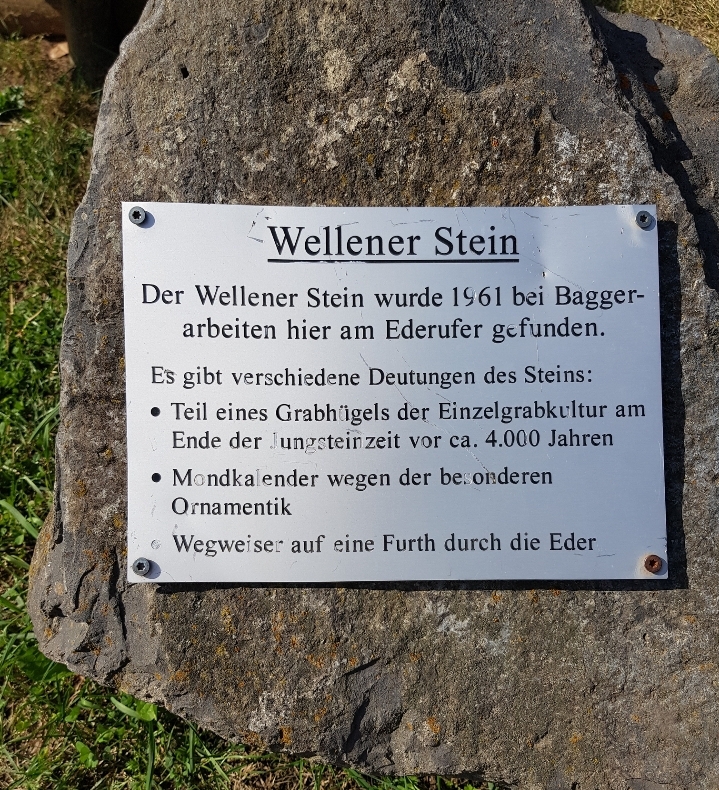 Wellener Stein
Der Wellener Stein wurde 1961 bei Bagger-
arbeiten hier am Ederufer gefunden.
Es gibt verschiedene Deutungen des Steins:
• Teil eines Grabhügels der Einzelgrabkultur am
Ende der Jungsteinzeit vor ca. 4.000 Jahren
• Mondkalender wegen der besonderen
Ornamentik
• Wegweiser auf eine Furth durch die Eder